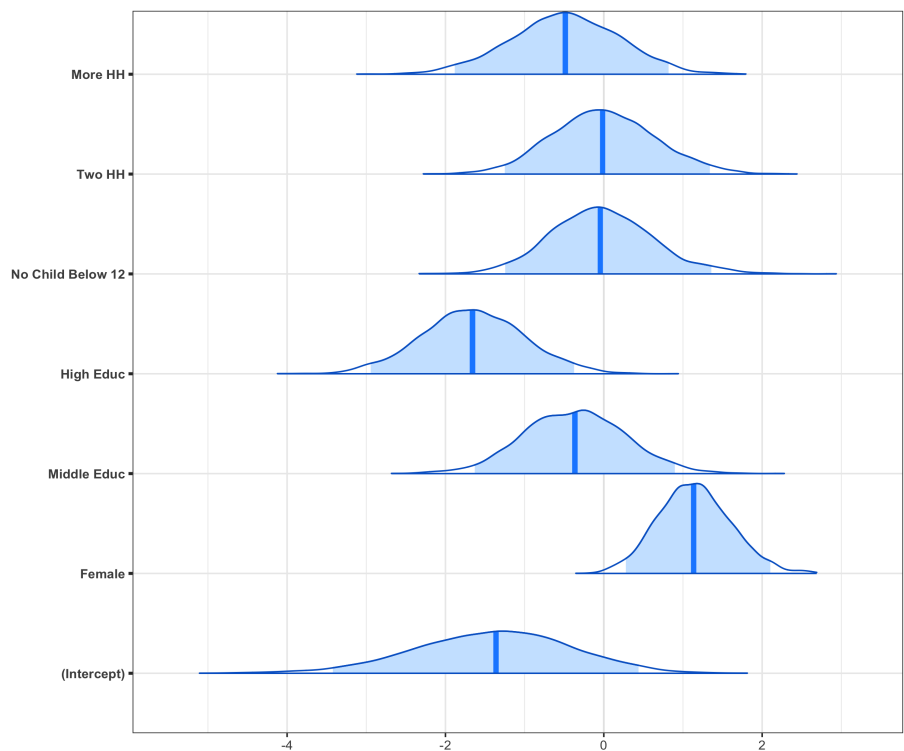 More HH
Two HH
No Child Below 12
High Educ
Middle Educ
Female
(Intercept)
-4 -2 0 2